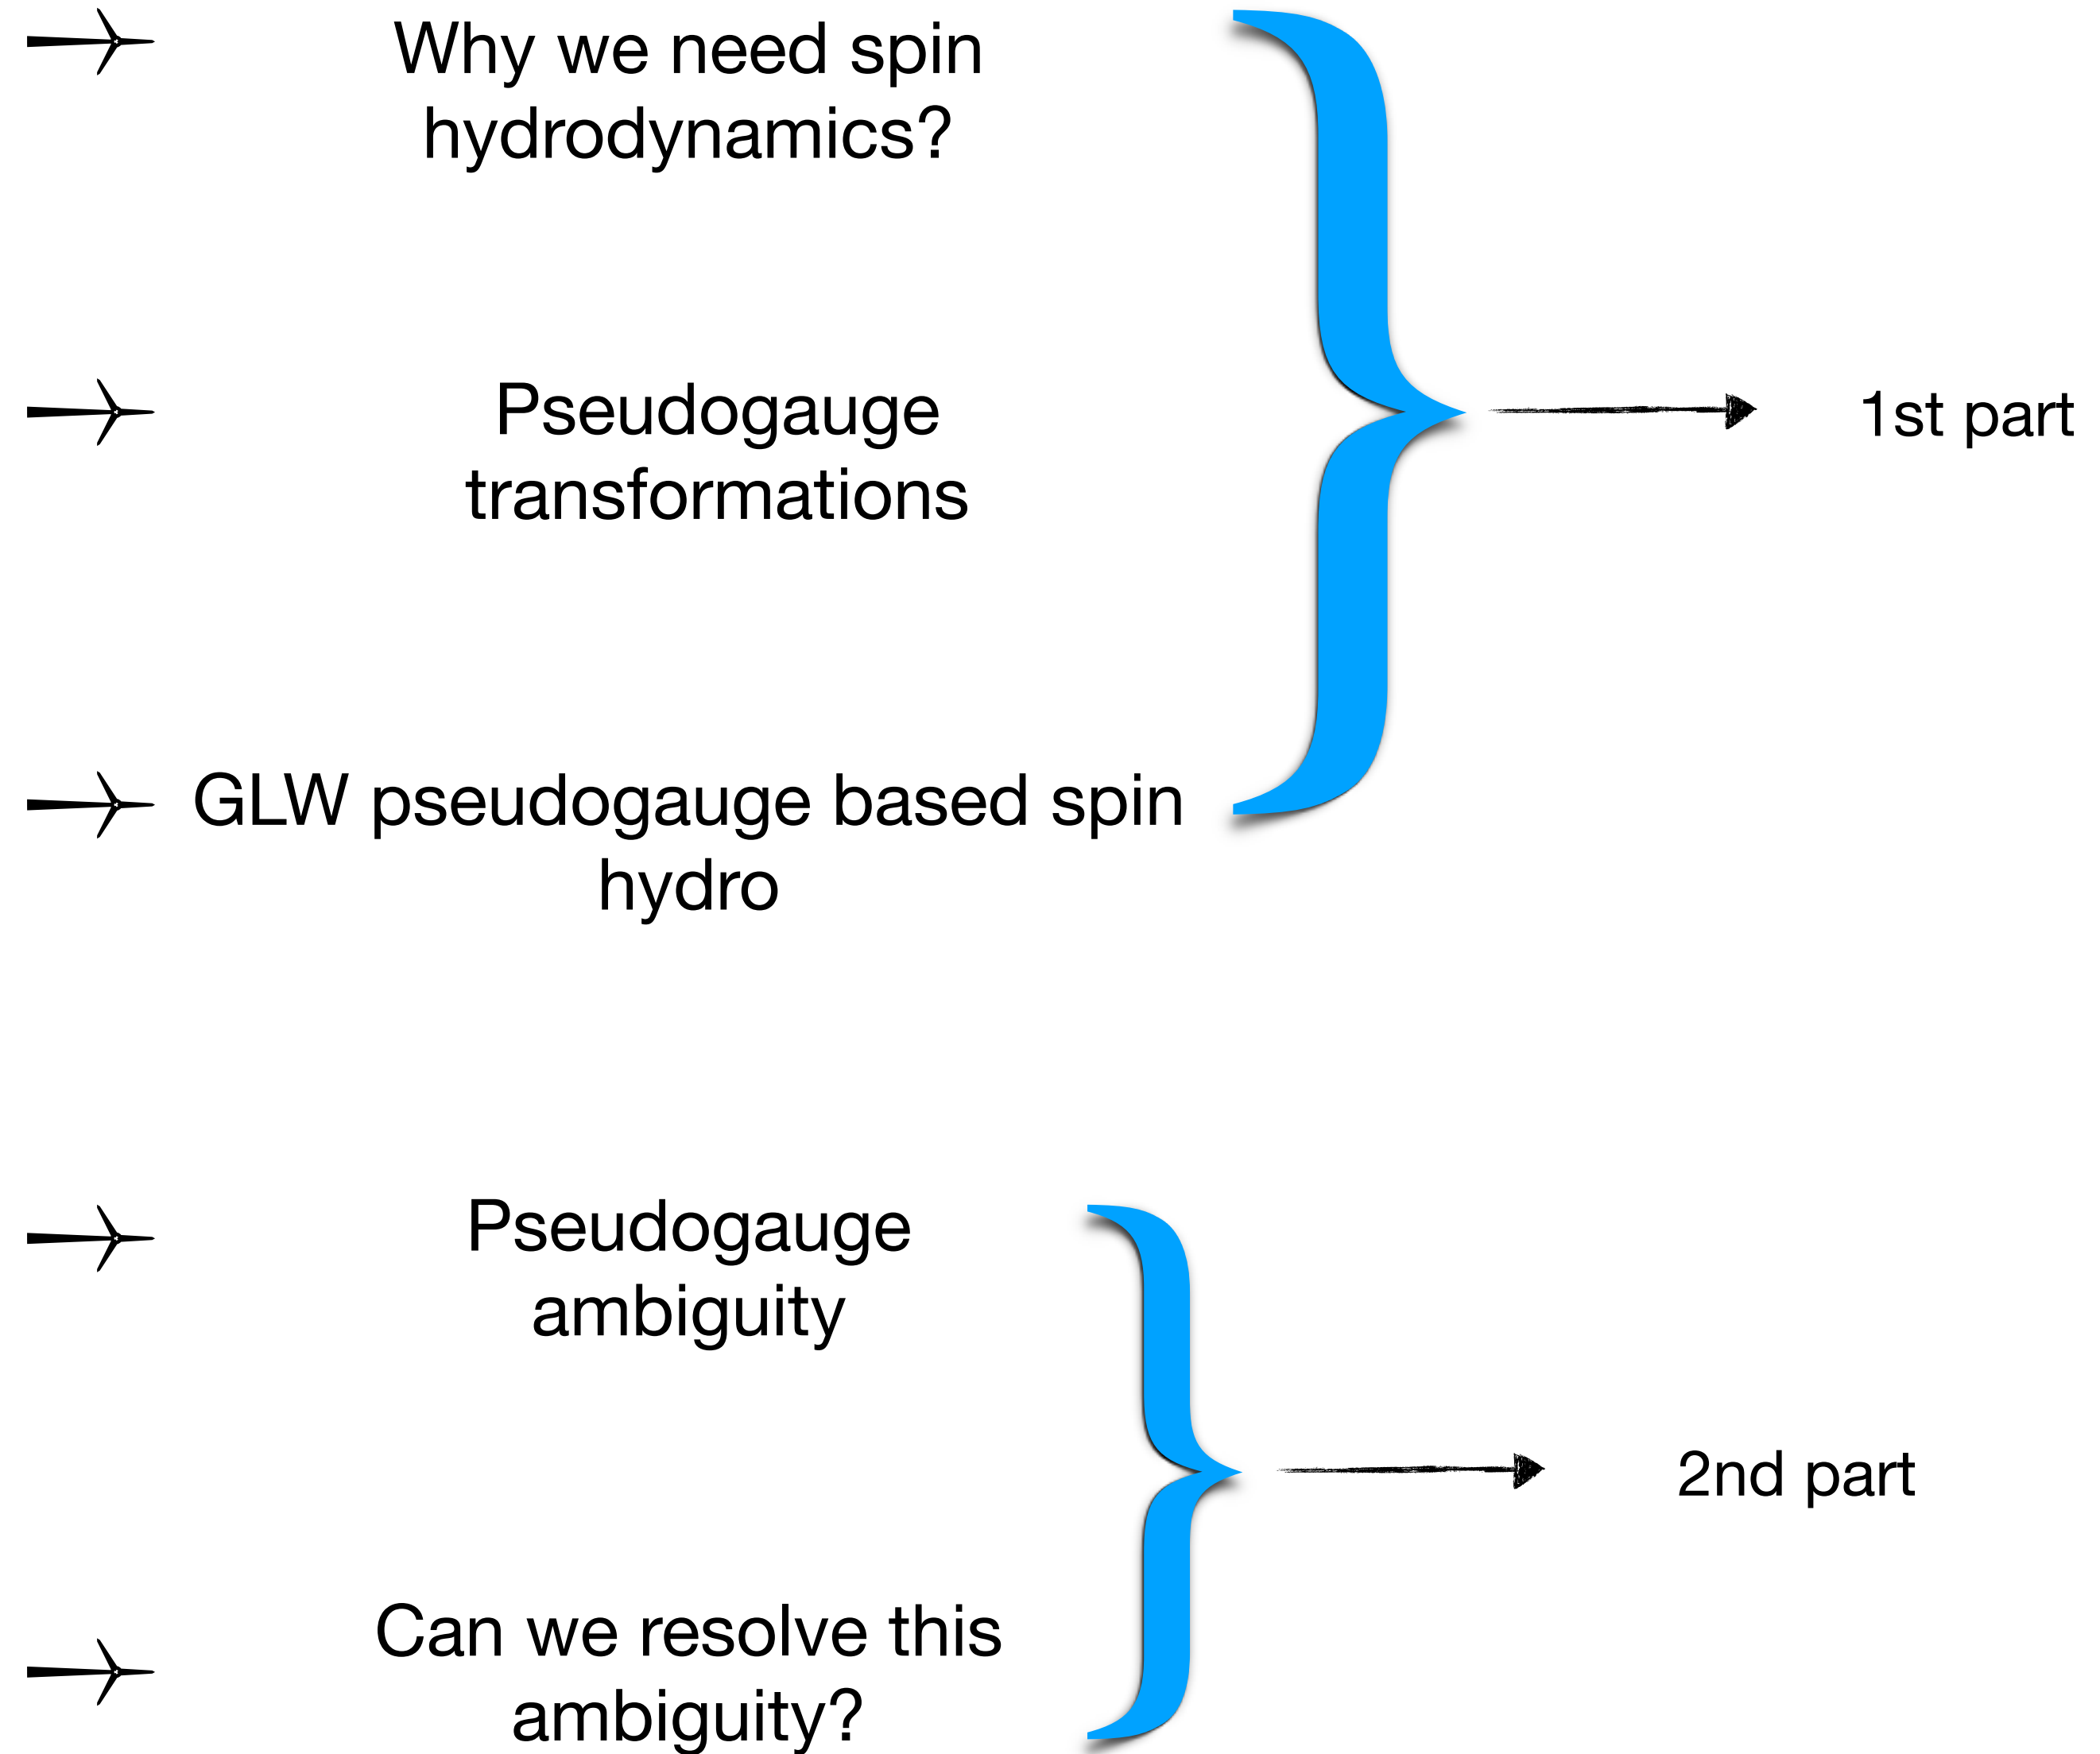 Why we need spin
hydrodynamics?
Pseudogauge
transformations
1st part
GLW pseudogauge based spin
hydro
Pseudogauge
ambiguity
2nd part
Can we resolve this
ambiguity?